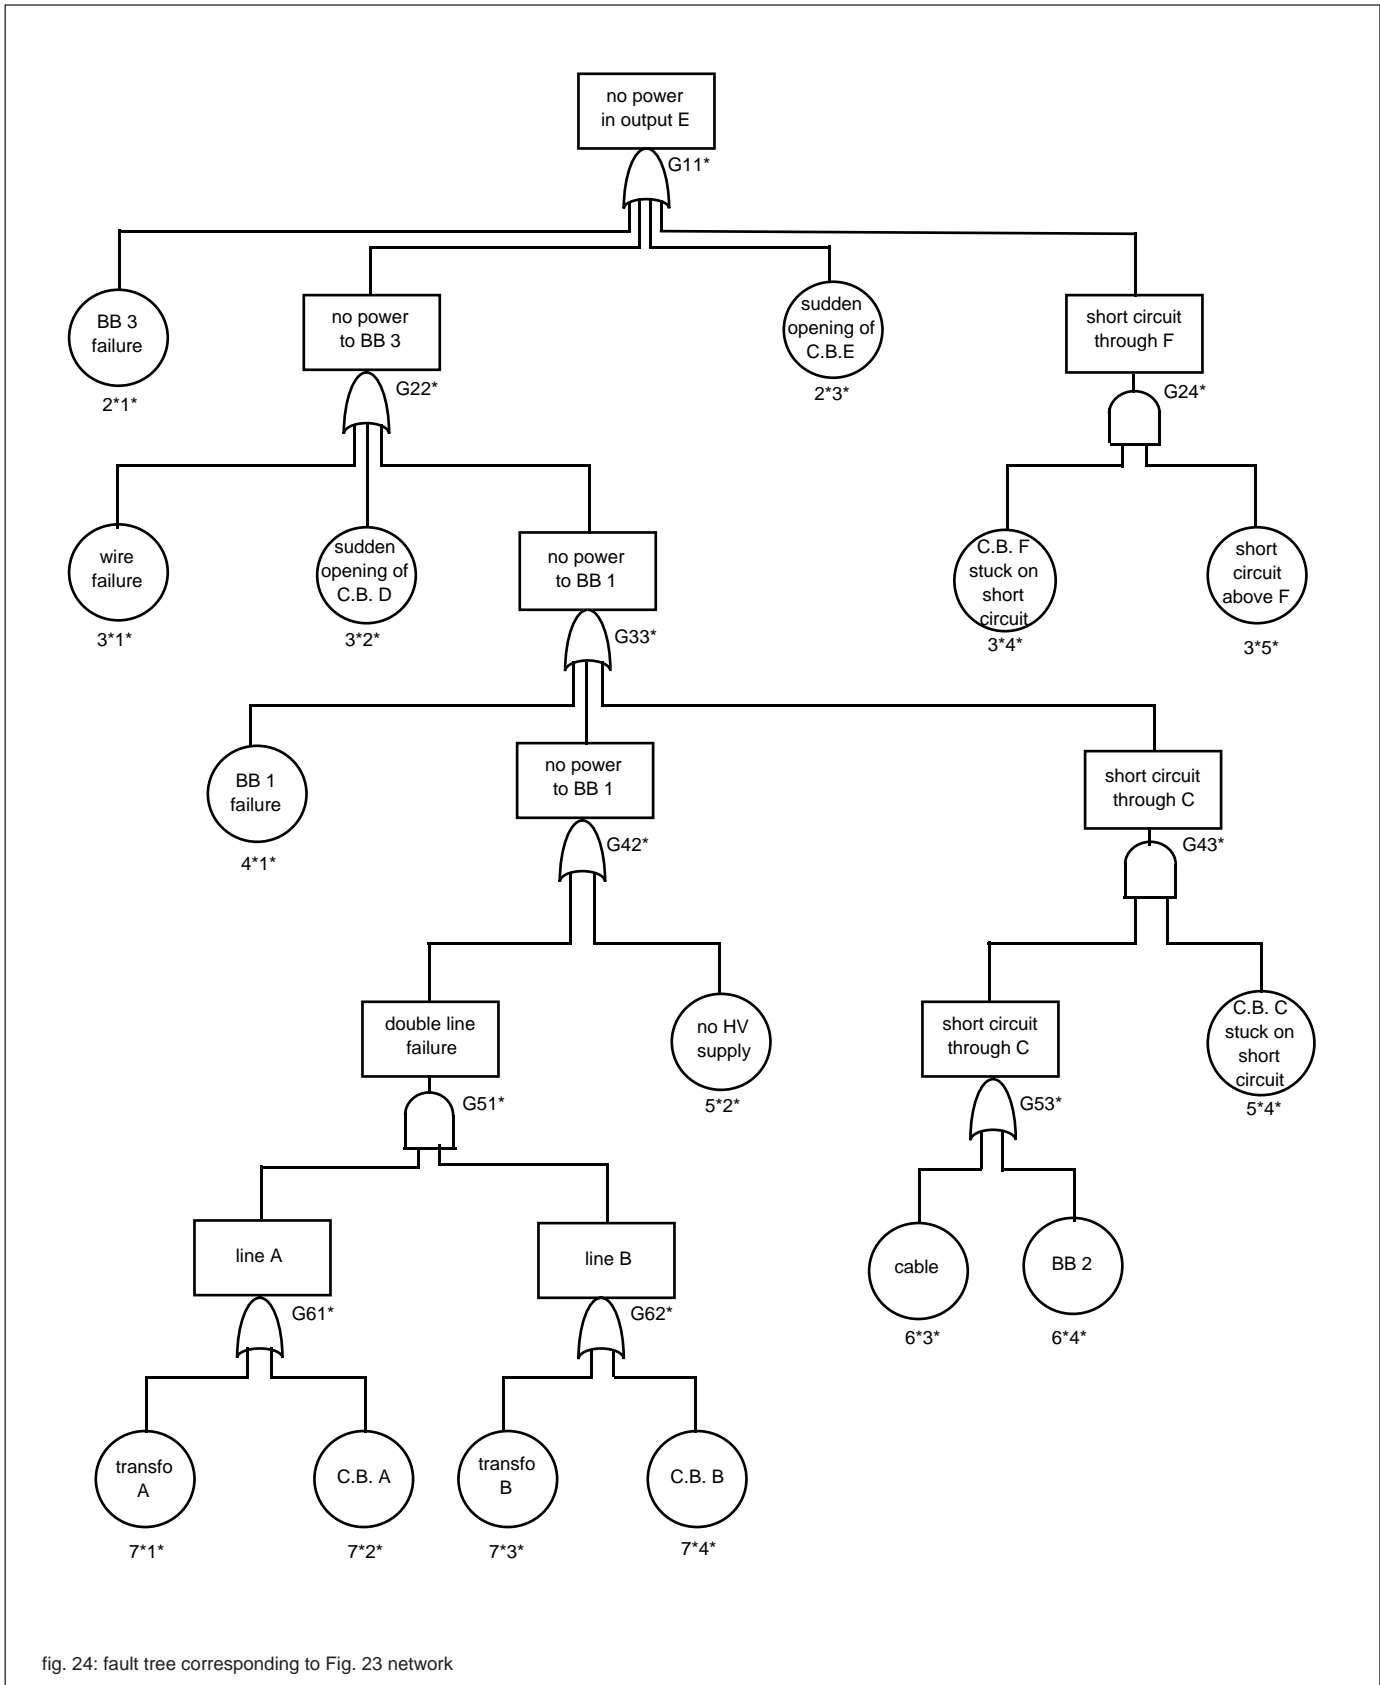 no power
in output E
G11*
BB 3
failure
2*1*
no power
to BB 3
G22*
sudden
opening of
C.B.E
2*3*
short circuit
through F
G24*
wire
failure
3*1*
sudden
opening of
C.B. D
3*2*
no power
to BB 1
G33*
C.B. F
stuck on
short
circuit
3*4*
short
circuit
above F
3*5*
BB 1
failure
4*1*
no power
to BB 1
G42*
short circuit
through C
G43*
double line
failure
G51*
no HV
supply
5*2*
short circuit
through C
G53*
C.B. C
stuck on
short
circuit
5*4*
line A
G61*
line B
G62*
cable
6*3*
BB 2
6*4*
transfo
A
7*1*
C.B. A
7*2*
transfo
B
7*3*
C.B. B
7*4*
fig. 24: fault tree corresponding to Fig. 23 network